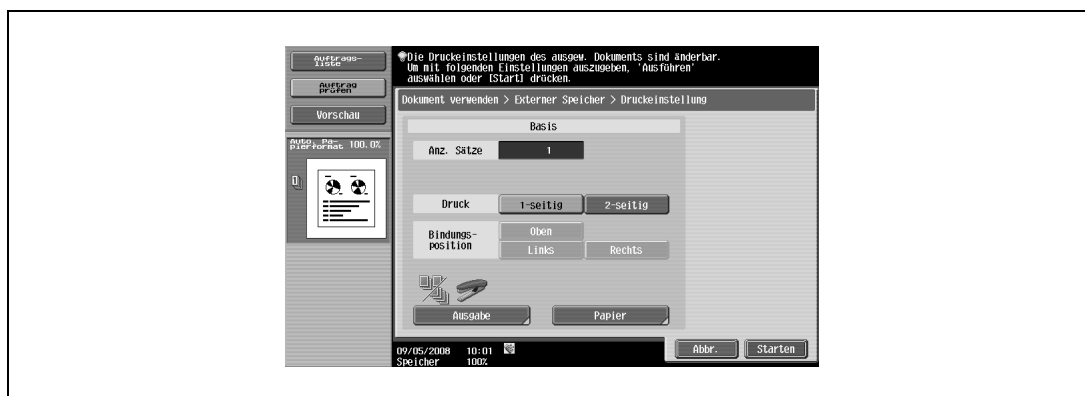 Auftrags-
liste
Auftrag
prüfen
Vorschau
Auto. Pa-
pierformat 100.0%
1
Die Druckeinstellungen des ausgew. Dokuments sind änderbar.
Um mit folgenden Einstellungen auszugeben, 'Ausführen'
auswählen oder [Start] drücken.
Dokument verwenden > Externer Speicher > Druckeinstellung
Basis
Anz. Sätze 1
Druck 1-seitig 2-seitig
Bindungs-
position
Oben
Links Rechts
Ausgabe Papier
09/05/2008 10:01
Speicher 100%
Abbr. Starten